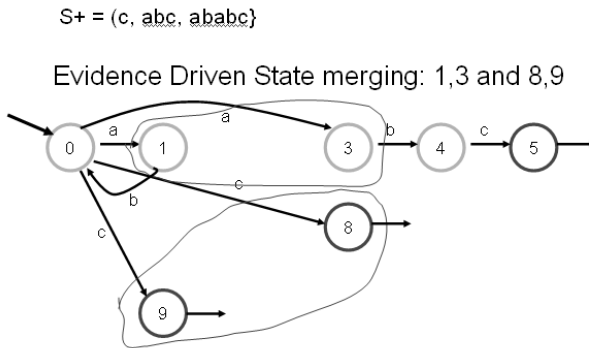 S+ = (c, abc, ababc}
Evidence Driven State merging: 1,3 and 8,9
a
0 a 1 3 b 4 c 5
b
c
8
c
9